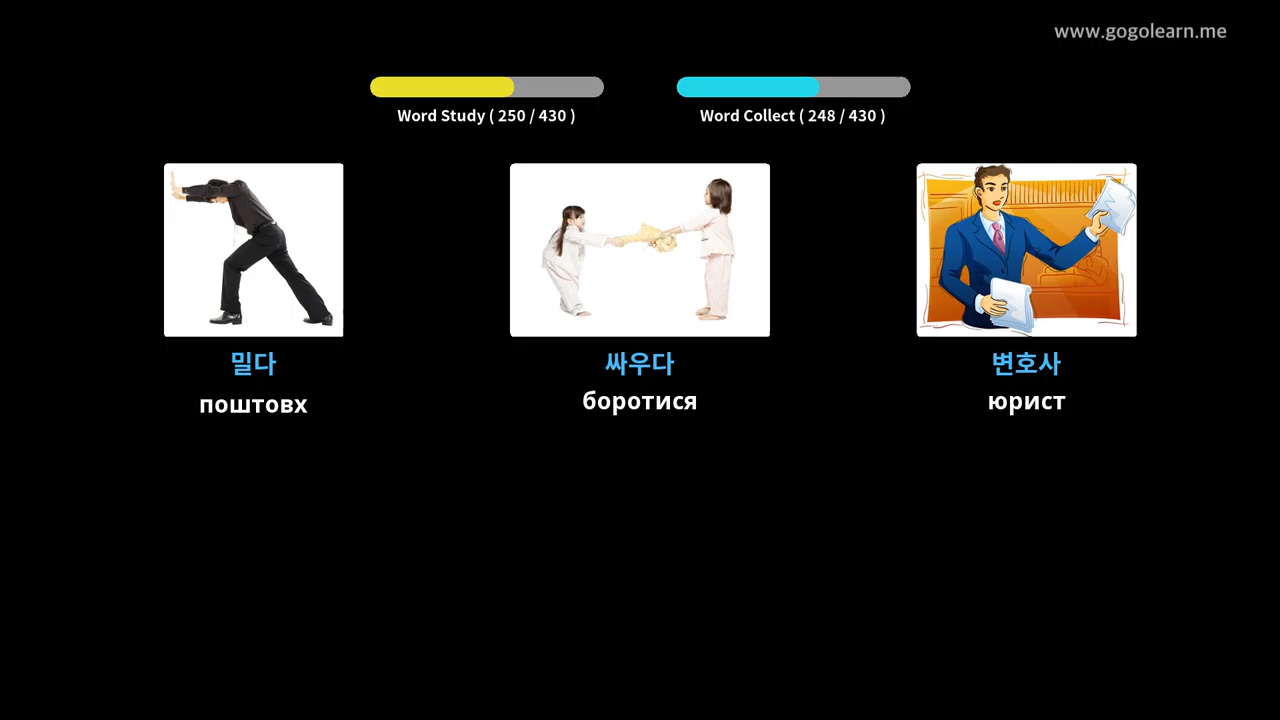 www.gogolearn.me
Word Study ( 250 / 430 )
Word Collect ( 248 / 430 )
밀다
싸우다
변호사
поштовх
боротися
юрист